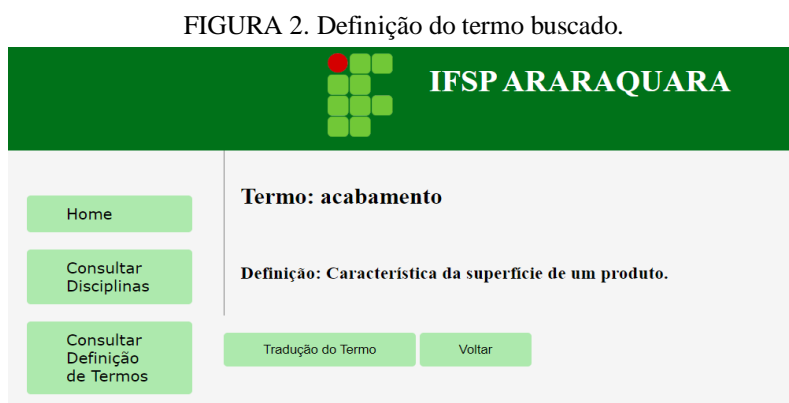 FIGURA 2. Definição do termo buscado.
IFSP ARARAQUARA
Home
Consultar
Disciplinas
Consultar
Definição
de Termos
Termo: acabamento
Definição: Característica da superfície de um produto.
Tradução do Termo
Voltar